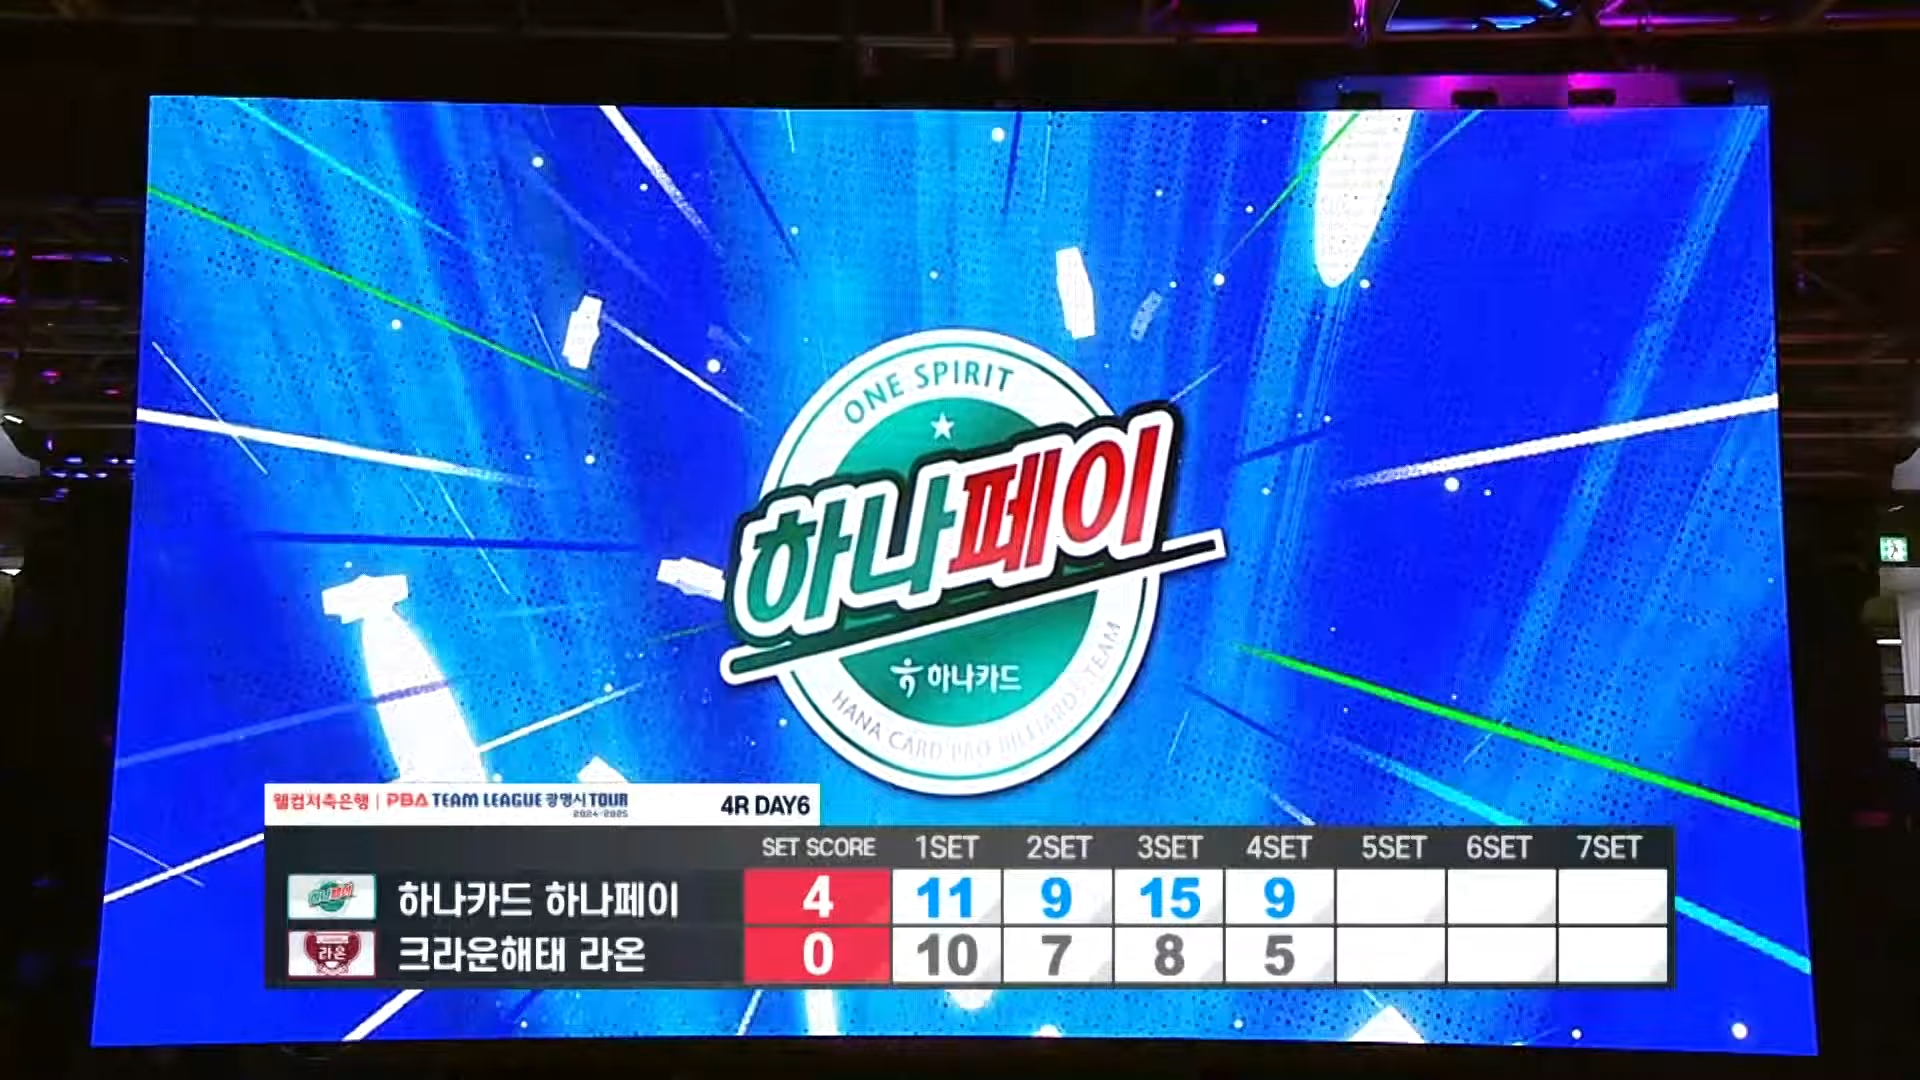 ONE SPIRIT
하나페이
하나카드
HANA CARD PRO BILLIARDS TEAM
웰컴저축은행 | PBA TEAM LEAGUE 광명시 TOUR
2024-2025
4R DAY6
SET SCORE 1SET 2SET 3SET 4SET 5SET 6SET 7SET
하나카드 하나페이 4 11 9 15 9
라온 크라운해태 라온 0 10 7 8 5